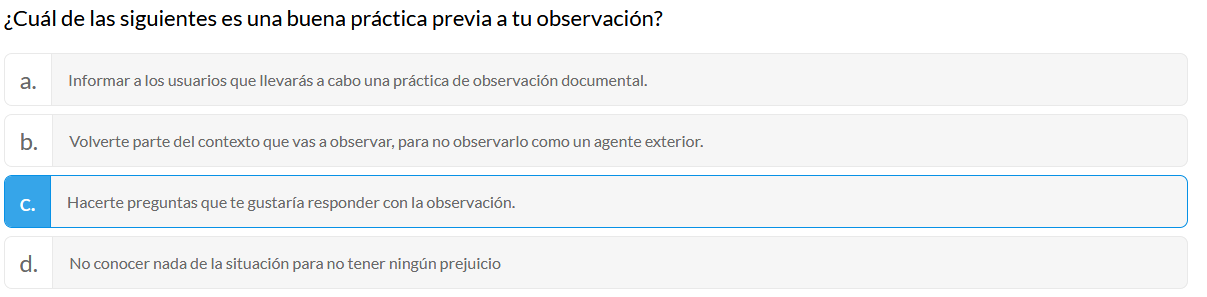 ¿Cuál de las siguientes es una buena práctica previa a tu observación?
a. Informar a los usuarios que llevarás a cabo una práctica de observación documental.
b. Volverte parte del contexto que vas a observar, para no observarlo como un agente exterior.
c. Hacerte preguntas que te gustaría responder con la observación.
d. No conocer nada de la situación para no tener ningún prejuicio